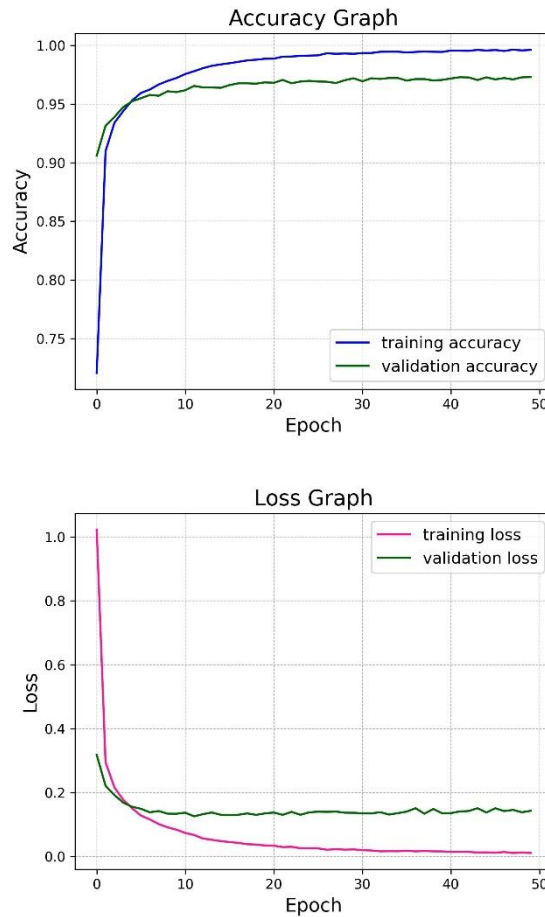 Accuracy Graph
1.00
0.95
0.90
0.85
0.80
0.75
Accuracy
training accuracy
validation accuracy
0 10 20 30 40 50
Epoch
Loss Graph
1.0
0.8
0.6
0.4
0.2
0.0
Loss
training loss
validation loss
0 10 20 30 40 50
Epoch